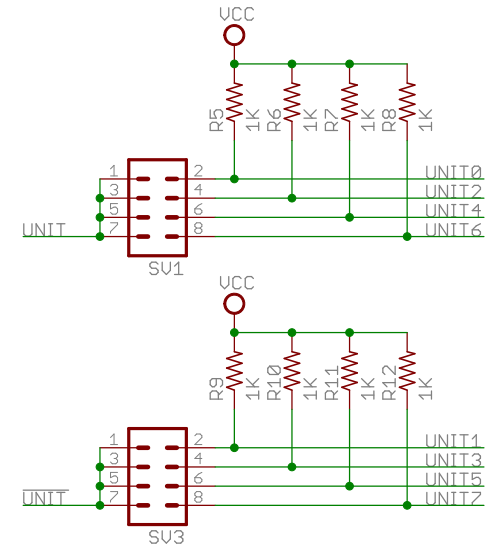 VCC
R5 1K R6 1K R7 1K R8 1K
1 2 UNIT0
3 4 UNIT2
5 6 UNIT4
UNIT 7 8 UNIT6
SV1
VCC
R9 1K R10 1K R11 1K R12 1K
1 2 UNIT1
3 4 UNIT3
5 6 UNIT5
UNIT 7 8 UNIT7
SV3